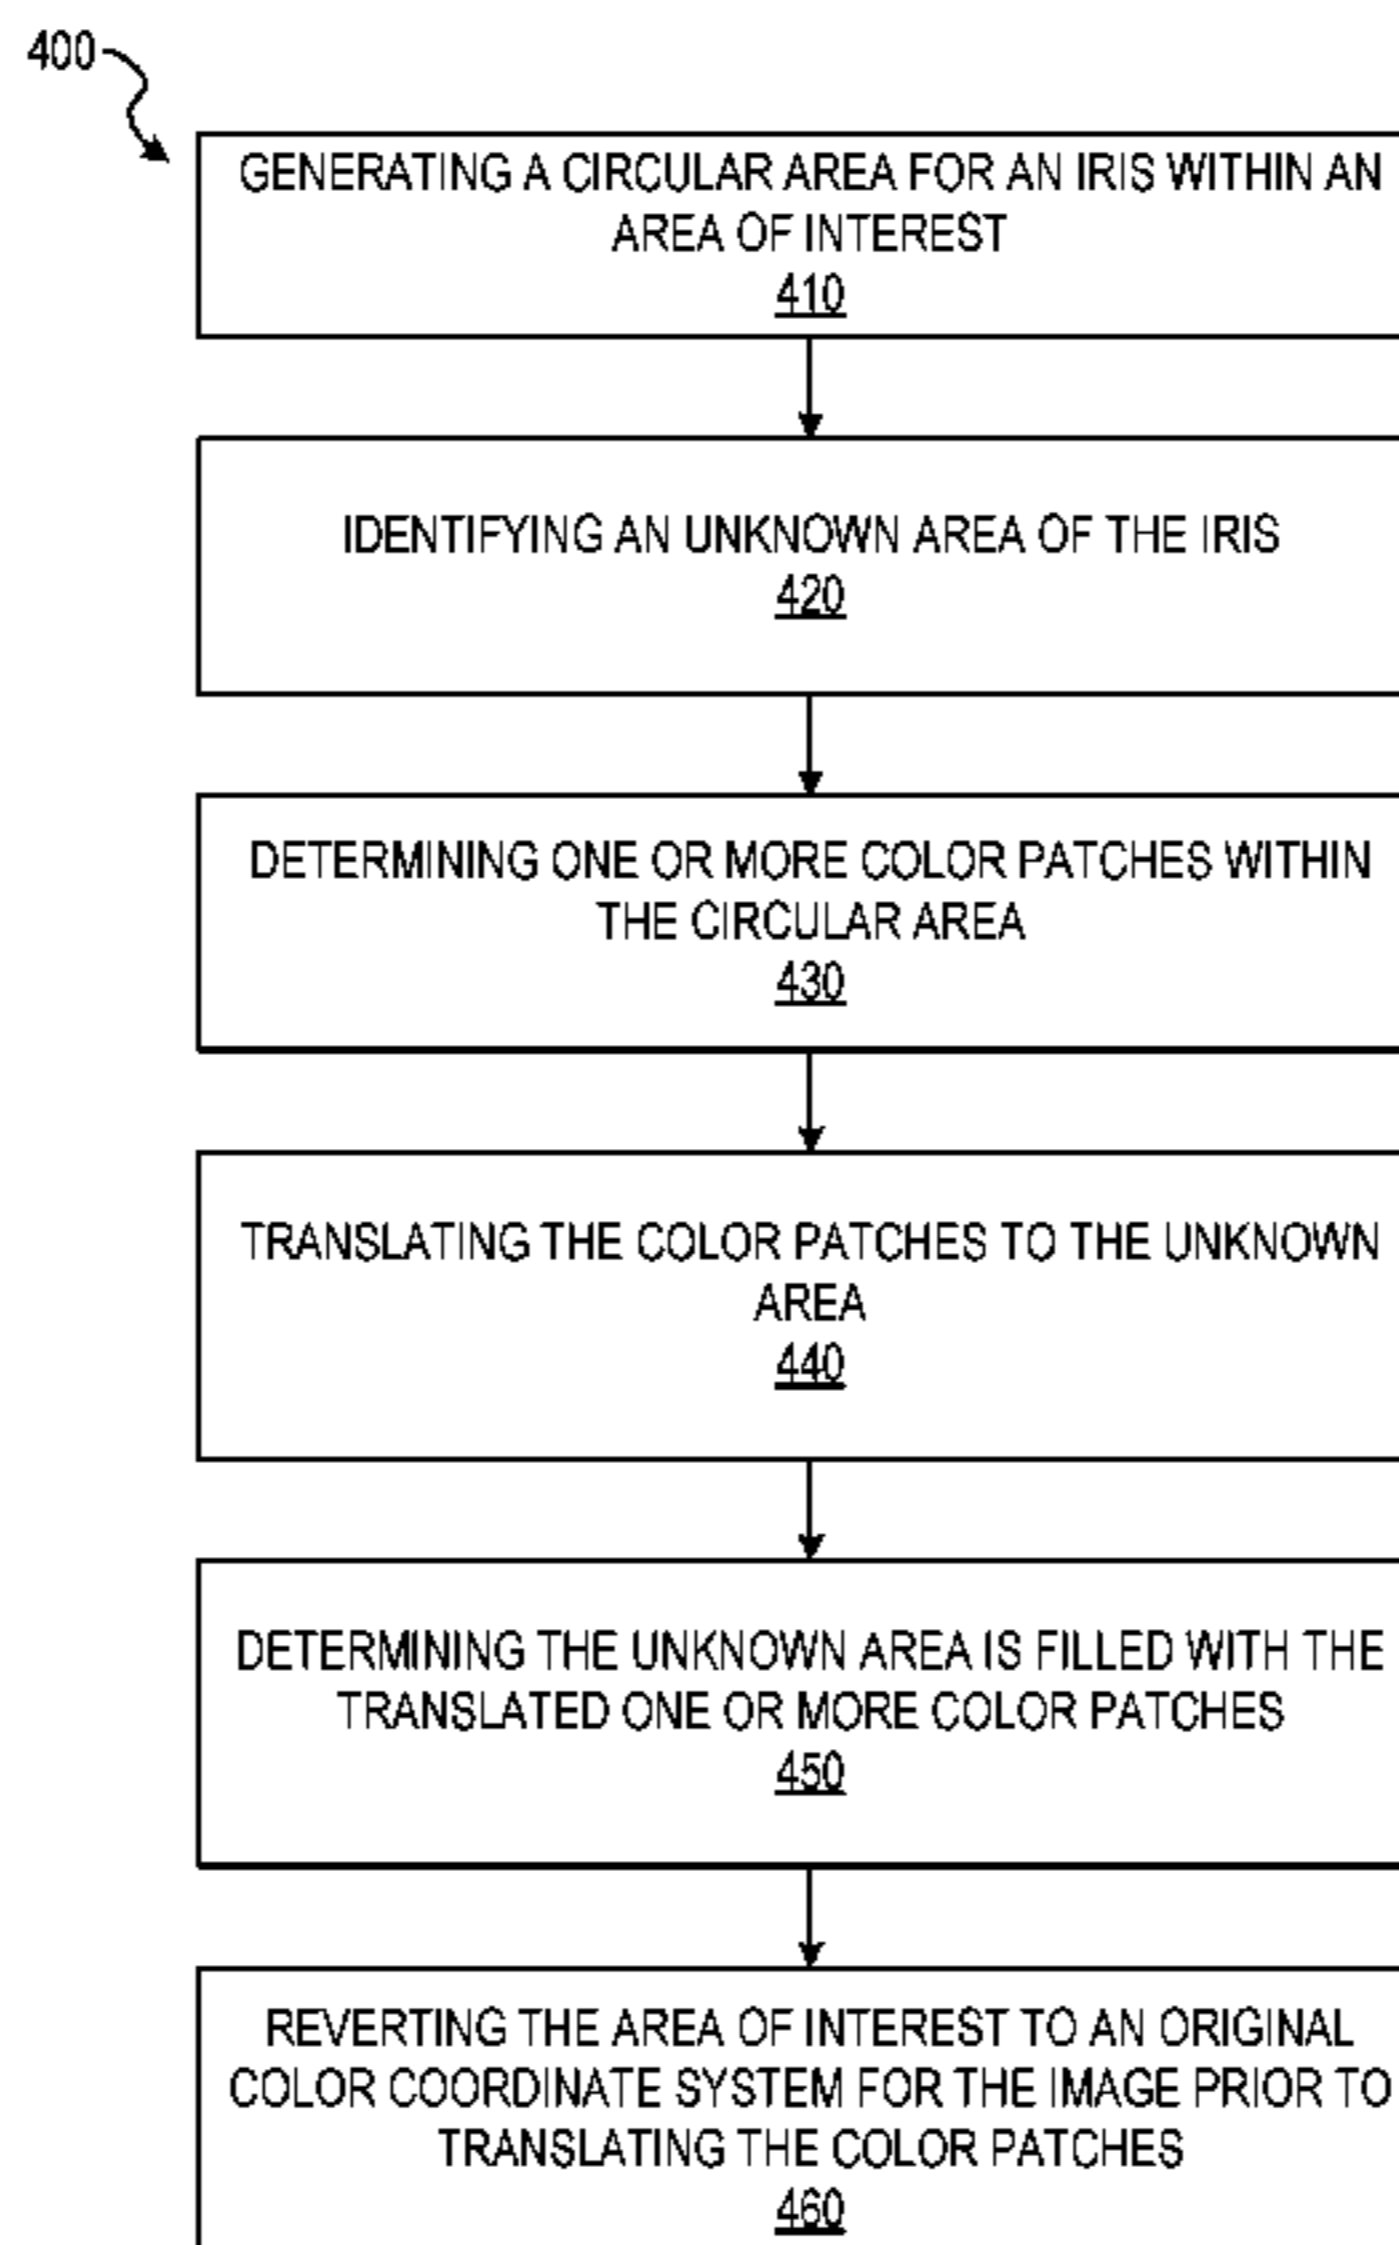 400
GENERATING A CIRCULAR AREA FOR AN IRIS WITHIN AN
AREA OF INTEREST
410
IDENTIFYING AN UNKNOWN AREA OF THE IRIS
420
DETERMINING ONE OR MORE COLOR PATCHES WITHIN
THE CIRCULAR AREA
430
TRANSLATING THE COLOR PATCHES TO THE UNKNOWN
AREA
440
DETERMINING THE UNKNOWN AREA IS FILLED WITH THE
TRANSLATED ONE OR MORE COLOR PATCHES
450
REVERTING THE AREA OF INTEREST TO AN ORIGINAL
COLOR COORDINATE SYSTEM FOR THE IMAGE PRIOR TO
TRANSLATING THE COLOR PATCHES
460